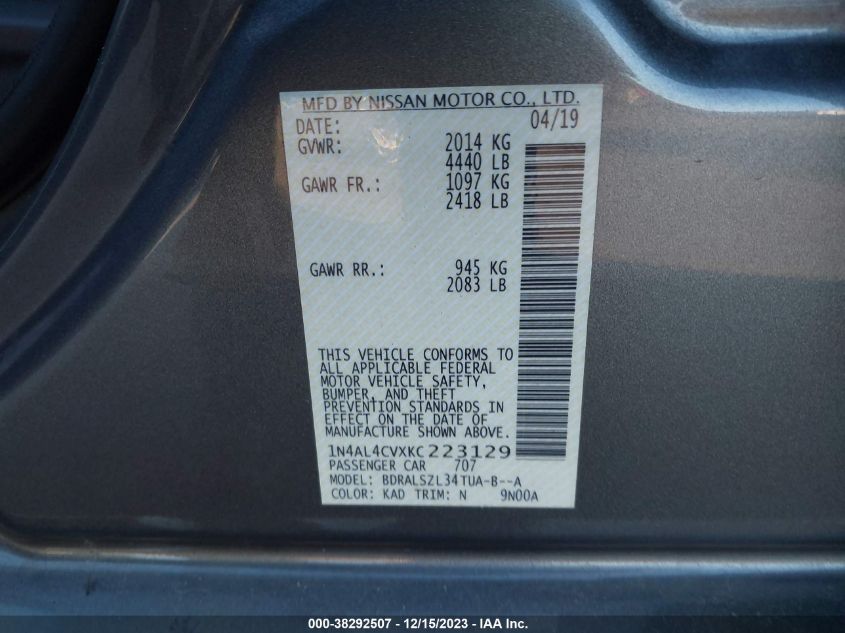 MFD BY NISSAN MOTOR CO., LTD.
DATE: 04/19
GVWR: 2014 KG
4440 LB
GAWR FR.: 1097 KG
2418 LB
GAWR RR.: 945 KG
2083 LB
THIS VEHICLE CONFORMS TO
ALL APPLICABLE FEDERAL
MOTOR VEHICLE SAFETY,
BUMPER, AND THEFT
PREVENTION STANDARDS IN
EFFECT ON THE DATE OF
MANUFACTURE SHOWN ABOVE.
1N4AL4CVXKC223129
PASSENGER CAR 707
MODEL: BDRALSZL34TUA-B--A
COLOR: KAD TRIM: N 9N00A
000-38292507 - 12/15/2023 - IAA Inc.